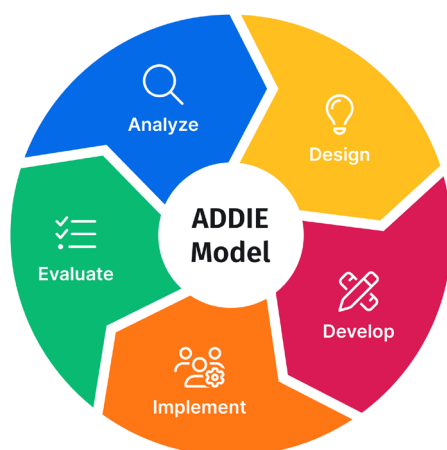 Analyze
Design
ADDIE
Model
Evaluate
Develop
Implement